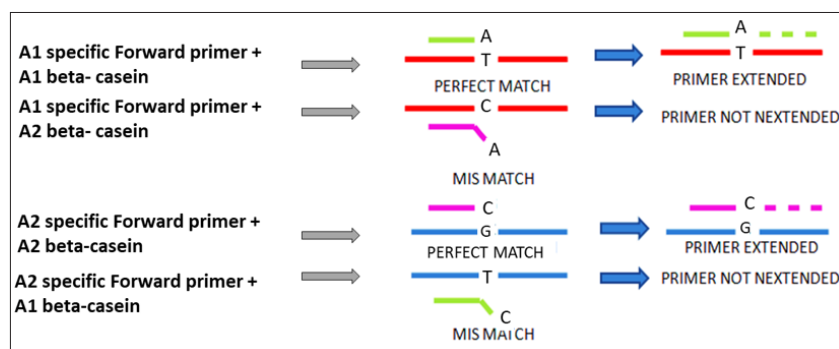 A1 specific Forward primer +
A1 beta- casein
A
T
PERFECT MATCH
A
T
PRIMER EXTENDED
A1 specific Forward primer +
A2 beta- casein
C
A
MIS MATCH
PRIMER NOT NEXTENDED
A2 specific Forward primer +
A2 beta-casein
C
G
PERFECT MATCH
C
G
PRIMER EXTENDED
A2 specific Forward primer +
A1 beta-casein
T
C
MIS MATCH
PRIMER NOT NEXTENDED